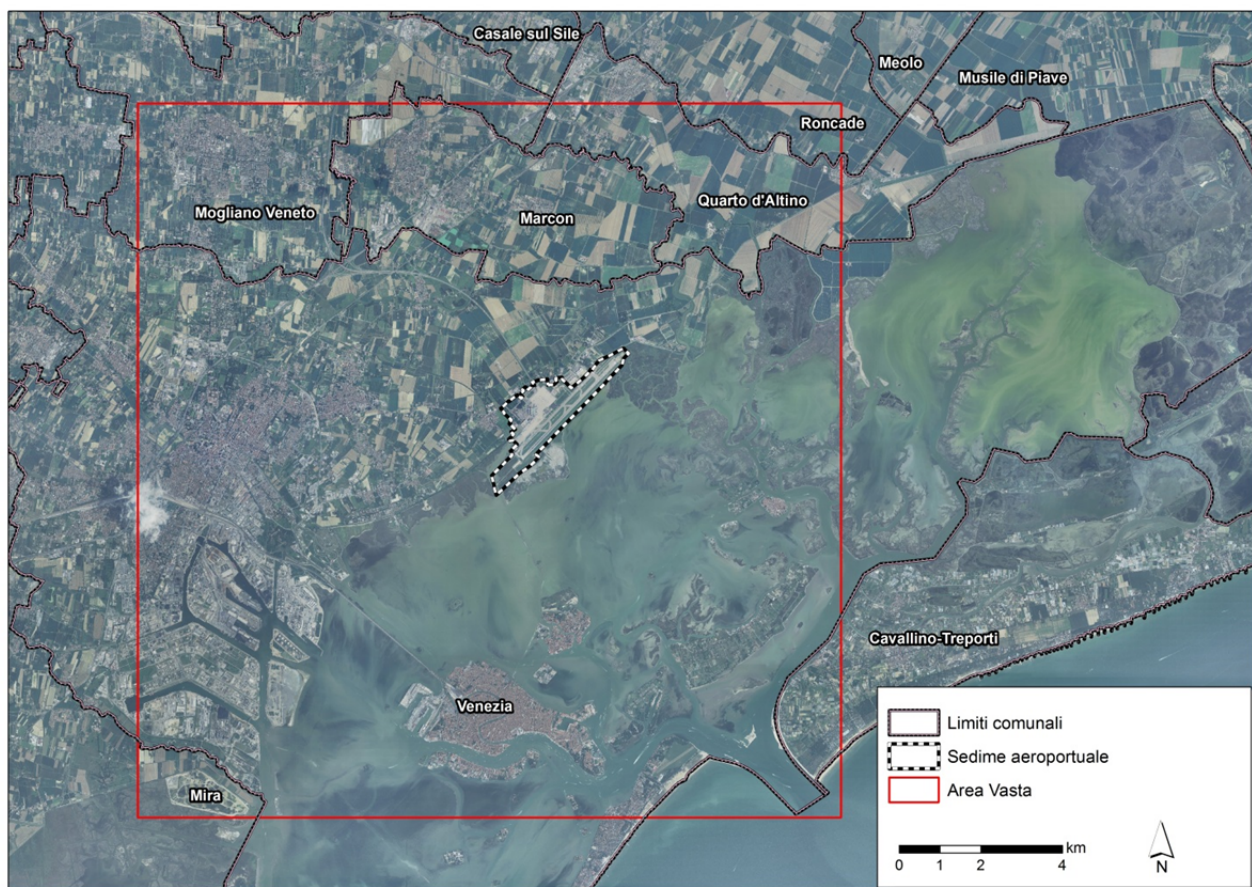 Casale sul Sile
Meolo
Musile di Piave
Roncade
Mogliano Veneto
Marcon
Quarto d'Altino
Cavallino-Treporti
Venezia
Mira
Limiti comunali
Sedime aeroportuale
Area Vasta
km
0 1 2 4
N